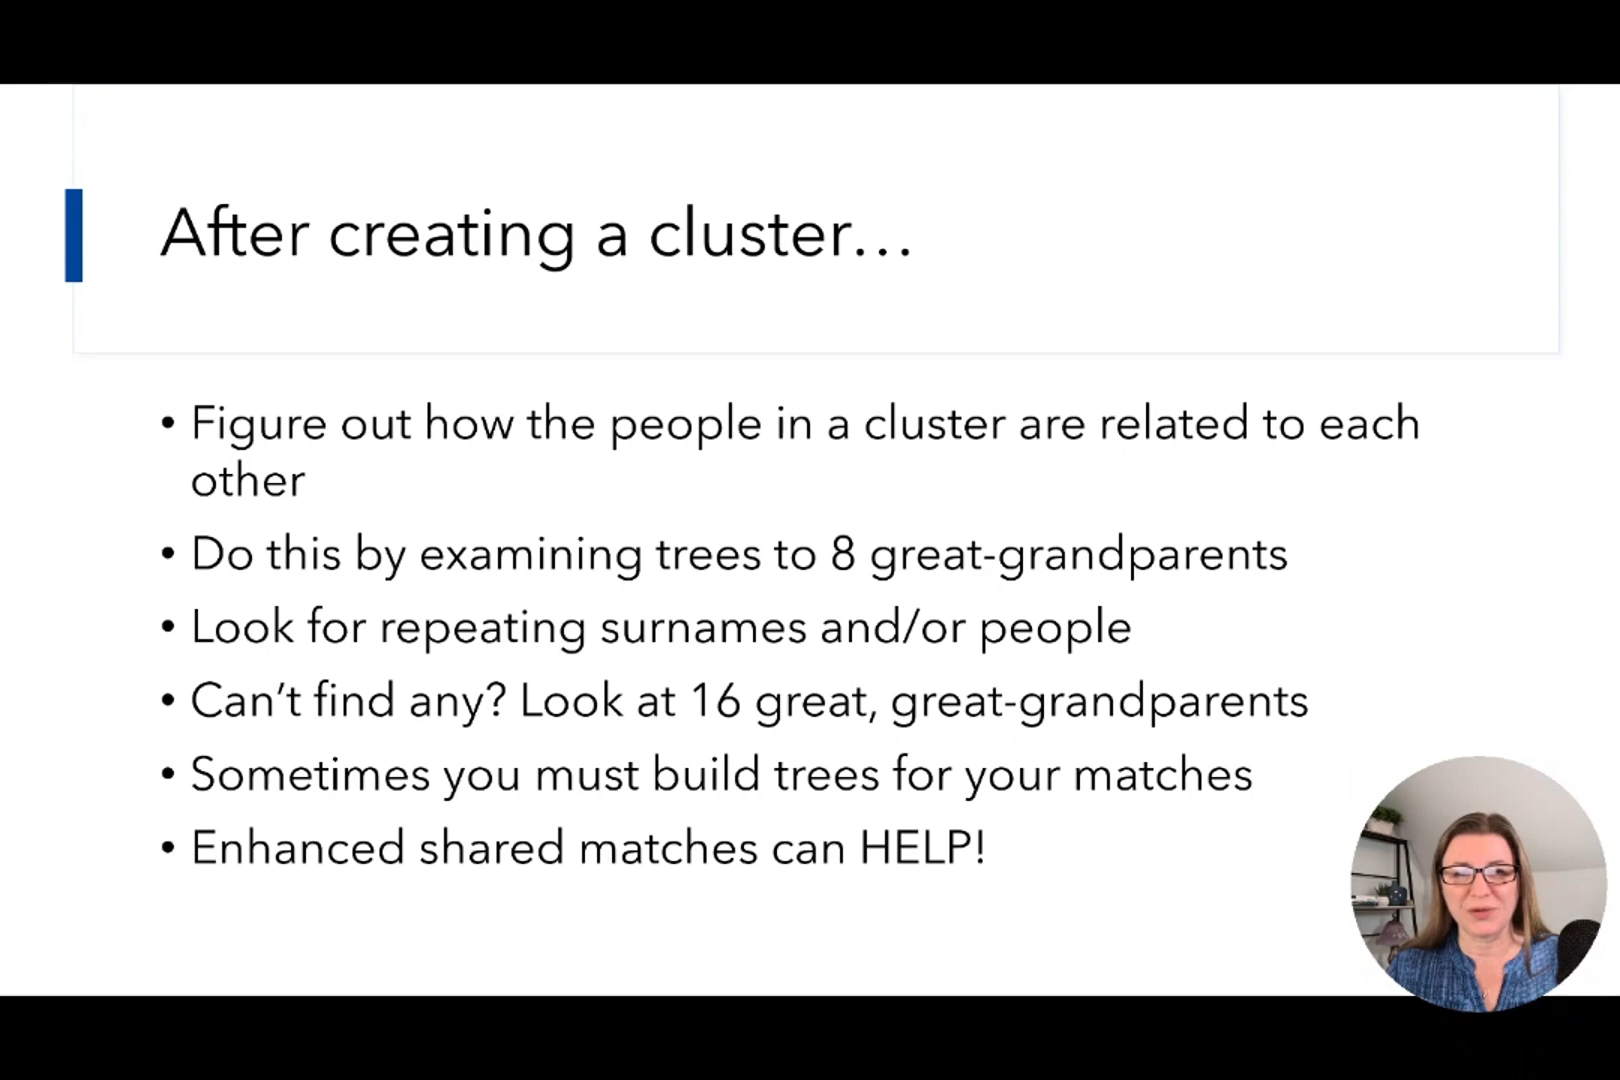 After creating a cluster…
• Figure out how the people in a cluster are related to each
other
• Do this by examining trees to 8 great-grandparents
• Look for repeating surnames and/or people
• Can’t find any? Look at 16 great, great-grandparents
• Sometimes you must build trees for your matches
• Enhanced shared matches can HELP!